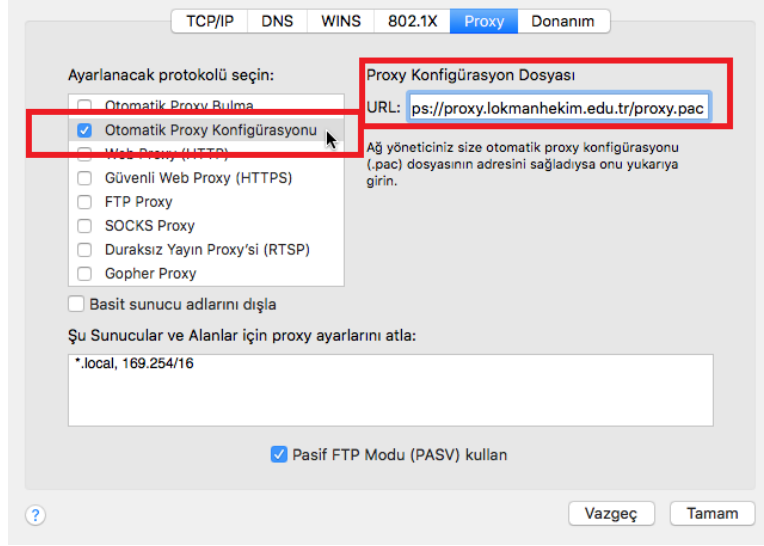 TCP/IP DNS WINS 802.1X Proxy Donanım
Ayarlanacak protokolü seçin:
Otomatik Proxy Bulma
Otomatik Proxy Konfigürasyonu
Web Proxy (HTTP)
Güvenli Web Proxy (HTTPS)
FTP Proxy
SOCKS Proxy
Duraksız Yayın Proxy'si (RTSP)
Gopher Proxy
Proxy Konfigürasyon Dosyası
URL: ps://proxy.lokmanhekim.edu.tr/proxy.pac
Ağ yöneticiniz size otomatik proxy konfigürasyonu
(.pac) dosyasının adresini sağladıysa onu yukarıya
girin.
Basit sunucu adlarını dışla
Şu Sunucular ve Alanlar için proxy ayarlarını atla:
*.local, 169.254/16
Pasif FTP Modu (PASV) kullan
?
Vazgeç Tamam